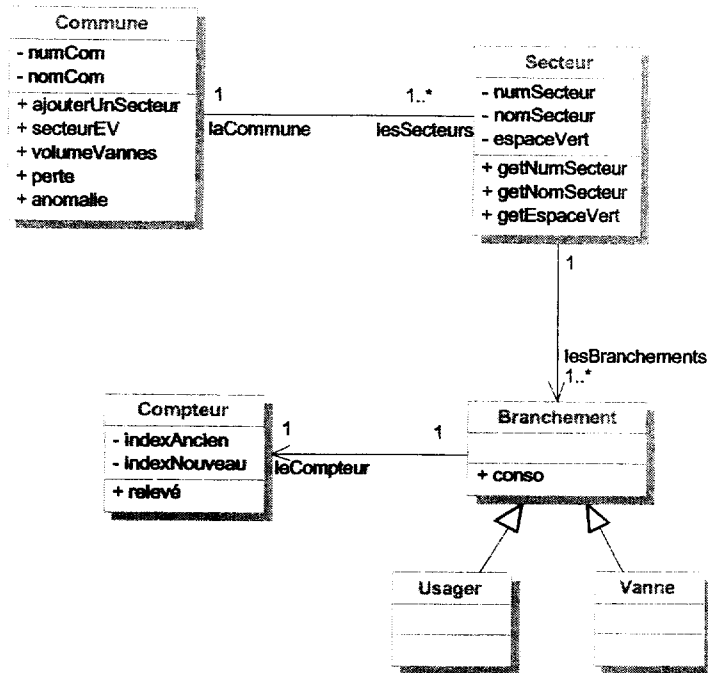 Commune
- numCom
- nomCom
+ ajouterUnSecteur
+ secteurEV
+ volumeVannes
+ perte
+ anomalie
1
laCommune
1..*
lesSecteurs
Secteur
- numSecteur
- nomSecteur
- espaceVert
+ getNumSecteur
+ getNomSecteur
+ getEspaceVert
1
lesBranchements
1..*
Compteur
- indexAncien
- indexNouveau
+ relevé
1
leCompteur
1
Branchement
+ conso
Usager
Vanne